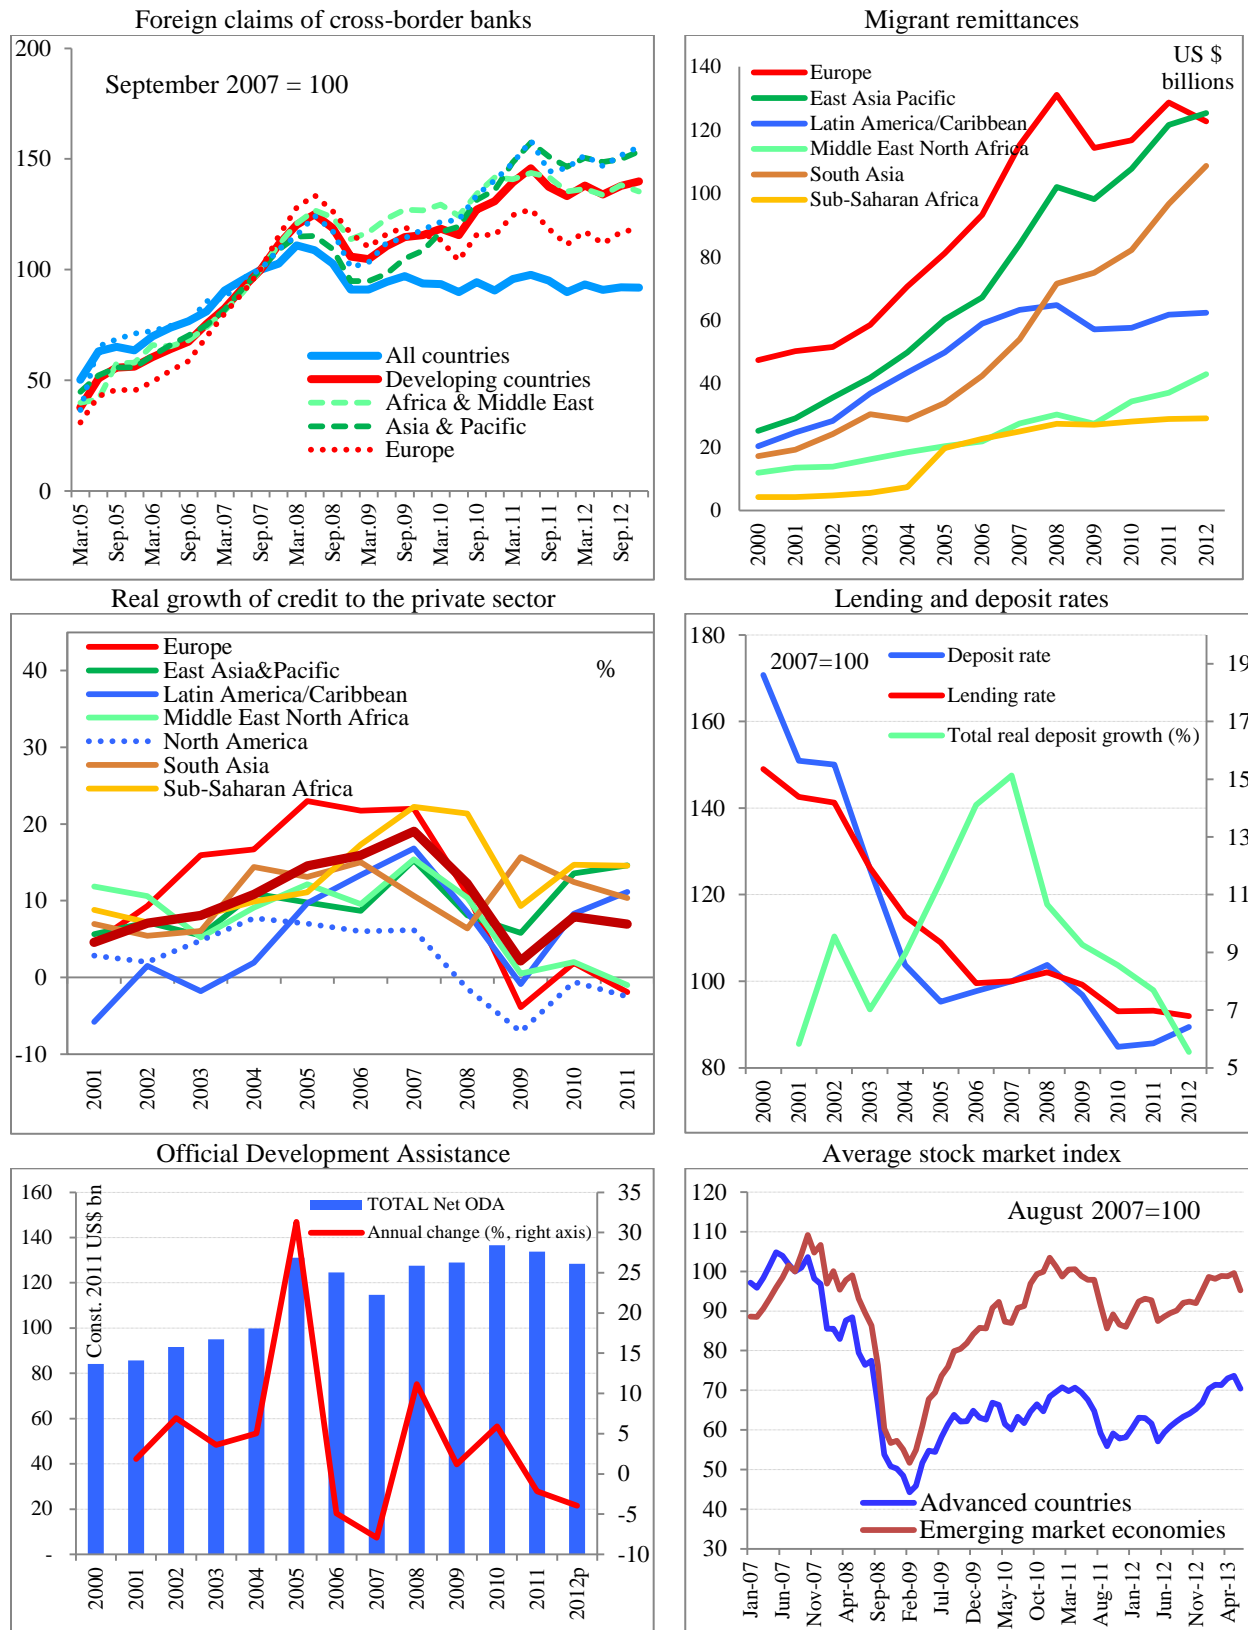 Foreign claims of cross-border banks
200
150
100
50
0
September 2007 = 100
All countries
Developing countries
Africa & Middle East
Asia & Pacific
Europe
Mar.05
Sep.05
Mar.06
Sep.06
Mar.07
Sep.07
Mar.08
Sep.08
Mar.09
Sep.09
Mar.10
Sep.10
Mar.11
Sep.11
Mar.12
Sep.12
Migrant remittances
140
120
100
80
60
40
20
0
US $
billions
Europe
East Asia Pacific
Latin America/Caribbean
Middle East North Africa
South Asia
Sub-Saharan Africa
2000
2001
2002
2003
2004
2005
2006
2007
2008
2009
2010
2011
2012
Real growth of credit to the private sector
40
30
20
10
0
-10
%
Europe
East Asia&Pacific
Latin America/Caribbean
Middle East North Africa
North America
South Asia
Sub-Saharan Africa
2001
2002
2003
2004
2005
2006
2007
2008
2009
2010
2011
Lending and deposit rates
180
160
140
120
100
80
2007=100
Deposit rate
Lending rate
Total real deposit growth (%)
19
17
15
13
11
9
7
5
2000
2001
2002
2003
2004
2005
2006
2007
2008
2009
2010
2011
2012
Official Development Assistance
160
140
120
100
80
60
40
20
-
Const. 2011 US$ bn
TOTAL Net ODA
Annual change (%, right axis)
35
30
25
20
15
10
5
0
-5
-10
2000
2001
2002
2003
2004
2005
2006
2007
2008
2009
2010
2011
2012p
Average stock market index
120
110
100
90
80
70
60
50
40
30
August 2007=100
Advanced countries
Emerging market economies
Jan-07
Jun-07
Nov-07
Apr-08
Sep-08
Feb-09
Jul-09
Dec-09
May-10
Oct-10
Mar-11
Aug-11
Jan-12
Jun-12
Nov-12
Apr-13